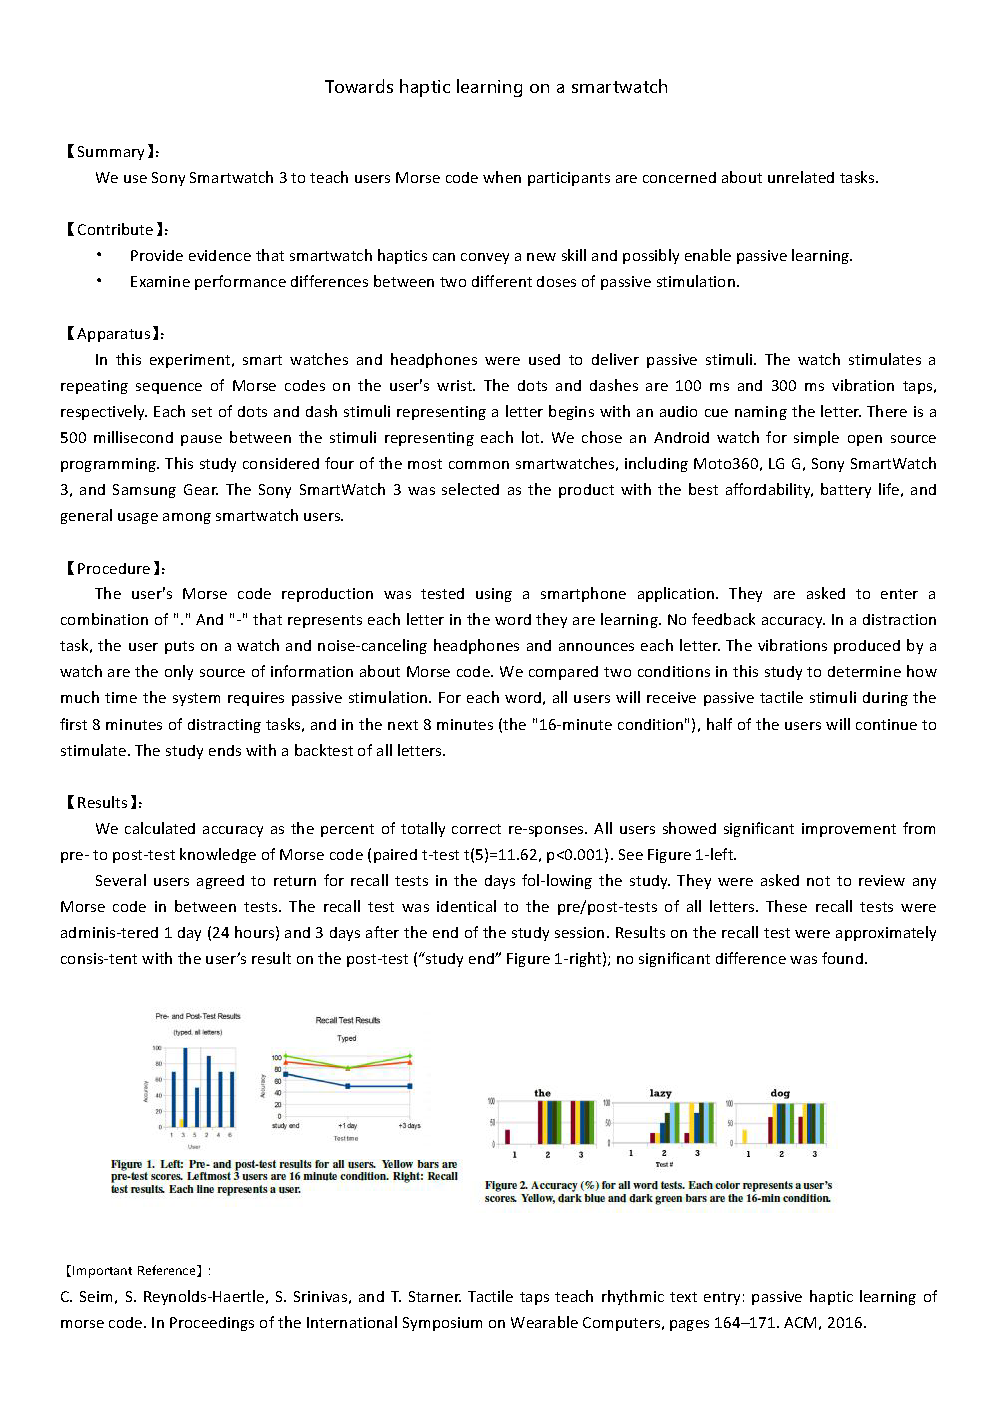 Towards haptic learning on a smartwatch
【Summary】:
We use Sony Smartwatch 3 to teach users Morse code when participants are concerned about unrelated tasks.
【Contribute】:
• Provide evidence that smartwatch haptics can convey a new skill and possibly enable passive learning.
• Examine performance differences between two different doses of passive stimulation.
【Apparatus】:
In this experiment, smart watches and headphones were used to deliver passive stimuli. The watch stimulates a
repeating sequence of Morse codes on the user's wrist. The dots and dashes are 100 ms and 300 ms vibration taps,
respectively. Each set of dots and dash stimuli representing a letter begins with an audio cue naming the letter. There is a
500 millisecond pause between the stimuli representing each lot. We chose an Android watch for simple open source
programming. This study considered four of the most common smartwatches, including Moto360, LG G, Sony SmartWatch
3, and Samsung Gear. The Sony SmartWatch 3 was selected as the product with the best affordability, battery life, and
general usage among smartwatch users.
【Procedure】:
The user's Morse code reproduction was tested using a smartphone application. They are asked to enter a
combination of "." And "-" that represents each letter in the word they are learning. No feedback accuracy. In a distraction
task, the user puts on a watch and noise-canceling headphones and announces each letter. The vibrations produced by a
watch are the only source of information about Morse code. We compared two conditions in this study to determine how
much time the system requires passive stimulation. For each word, all users will receive passive tactile stimuli during the
first 8 minutes of distracting tasks, and in the next 8 minutes (the "16-minute condition"), half of the users will continue to
stimulate. The study ends with a backtest of all letters.
【Results】:
We calculated accuracy as the percent of totally correct re-sponses. All users showed significant improvement from
pre- to post-test knowledge of Morse code (paired t-test t(5)=11.62, p<0.001). See Figure 1-left.
Several users agreed to return for recall tests in the days fol-lowing the study. They were asked not to review any
Morse code in between tests. The recall test was identical to the pre/post-tests of all letters. These recall tests were
adminis-tered 1 day (24 hours) and 3 days after the end of the study session. Results on the recall test were approximately
consis-tent with the user’s result on the post-test (“study end” Figure 1-right); no significant difference was found.
Pre- and Post-Test Results
(typed, all letters)
100
80
60
40
20
0
Accuracy
1 3 5 2 4 6
User
Recall Test Results
Typed
100
80
60
40
20
0
Accuracy
study end +1 day +3 days
Test time
Figure 1. Left: Pre- and post-test results for all users. Yellow bars are
pre-test scores. Leftmost 3 users are 16 minute condition. Right: Recall
test results. Each line represents a user.
the lazy dog
100 100 100
50 50 50
0 0 0
1 2 3 1 2 3 1 2 3
Test #
Figure 2. Accuracy (%) for all word tests. Each color represents a user’s
scores. Yellow, dark blue and dark green bars are the 16-min condition.
【Important Reference】:
C. Seim, S. Reynolds-Haertle, S. Srinivas, and T. Starner. Tactile taps teach rhythmic text entry: passive haptic learning of
morse code. In Proceedings of the International Symposium on Wearable Computers, pages 164–171. ACM, 2016.